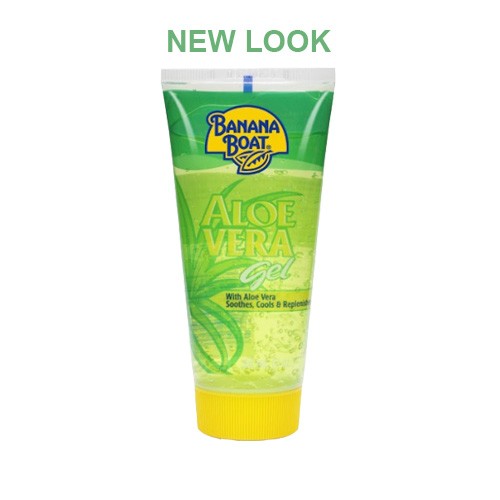 NEW LOOK
BANANA
BOAT®
ALOE
VERA
Gel
With Aloe Vera
Soothes, Cools &